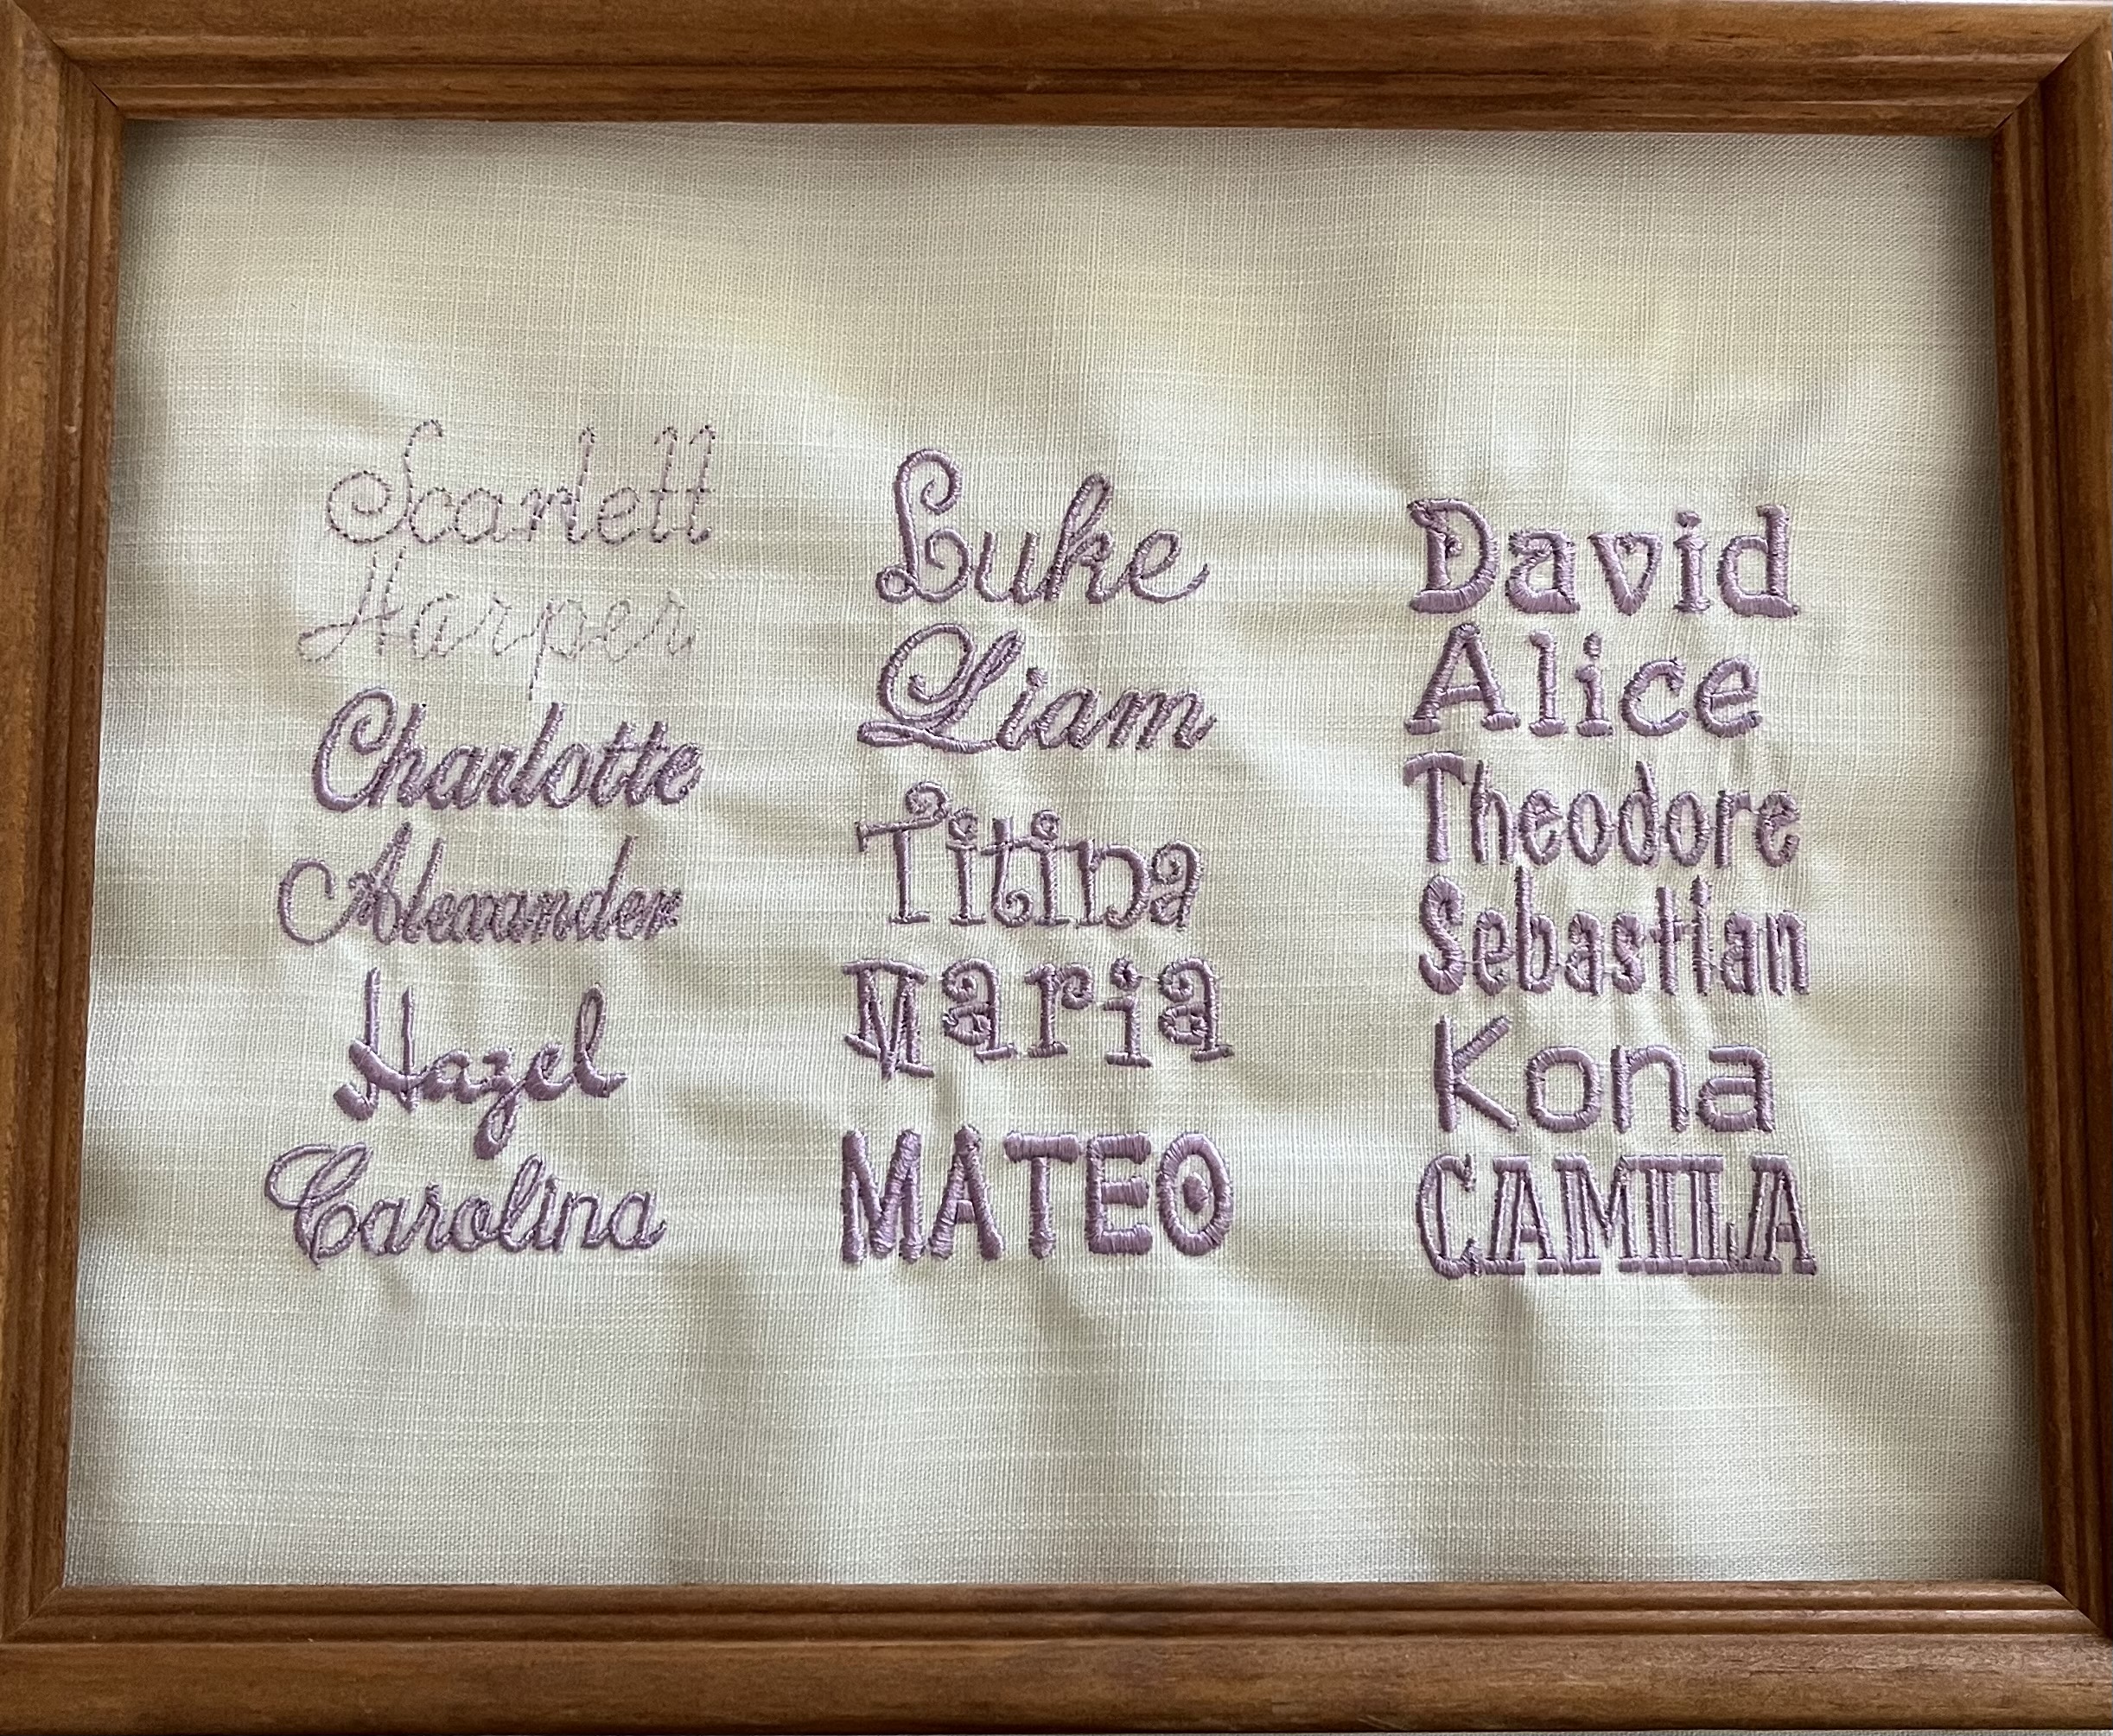 Scarlett
Harper
Charlotte
Alexander
Hazel
Carolina
Luke
Liam
Titina
Maria
MATEO
David
Alice
Theodore
Sebastian
Kona
CAMILA